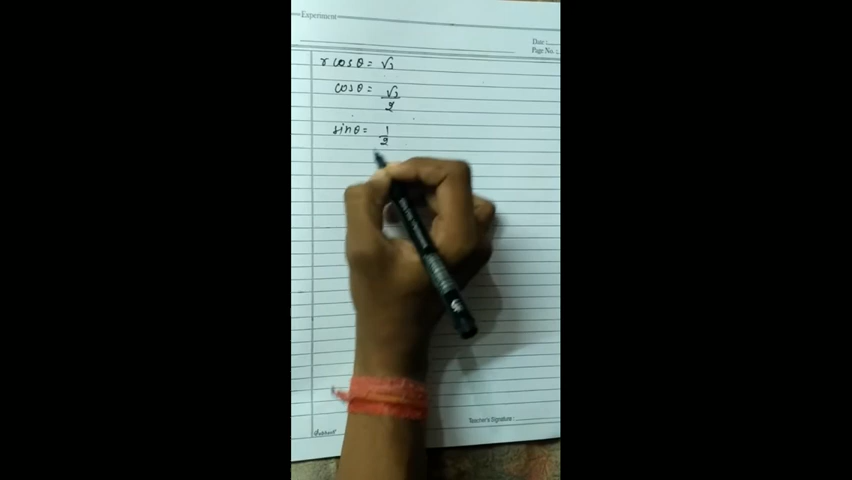 Experiment
Date :
Page No. :
r cos θ = √3
cos θ = √3/2
sin θ = 1/2
Teacher's Signature :